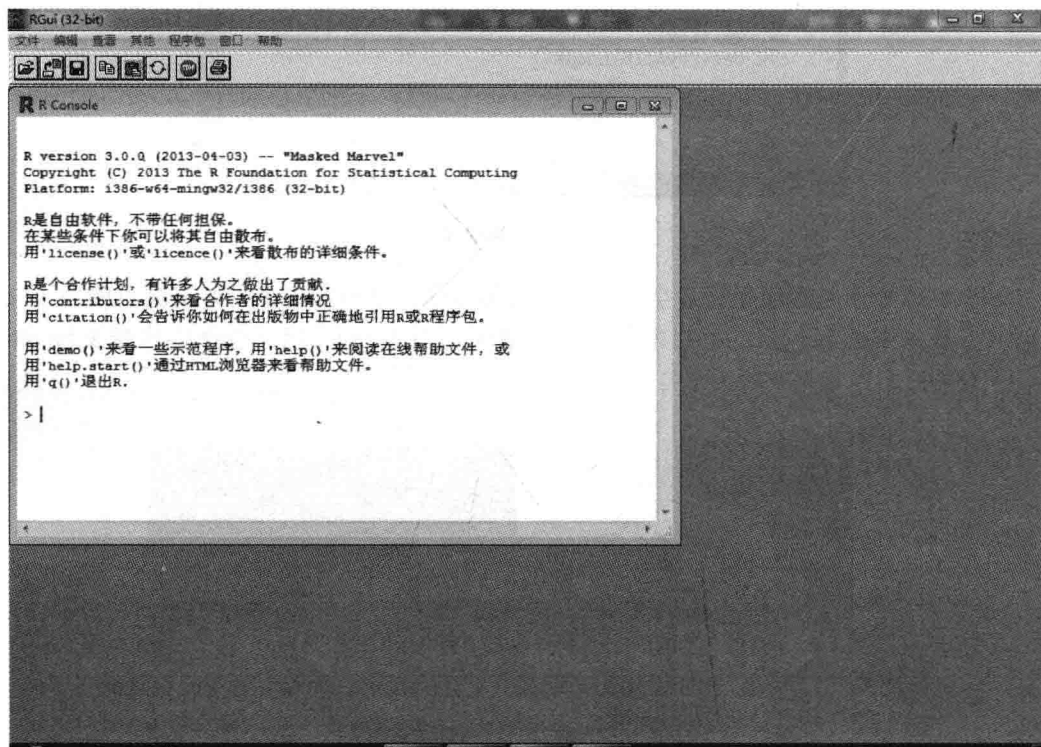 RGui (32-bit)
文件 编辑 查看 其他 程序包 窗口 帮助
STOP
R Console
R version 3.0.0 (2013-04-03) -- "Masked Marvel"
Copyright (C) 2013 The R Foundation for Statistical Computing
Platform: i386-w64-mingw32/i386 (32-bit)
R是自由软件，不带任何担保。
在某些条件下你可以将其自由散布。
用'license()'或'licence()'来看散布的详细条件。
R是个合作计划，有许多人为之做出了贡献.
用'contributors()'来看合作者的详细情况
用'citation()'会告诉你如何在出版物中正确地引用R或R程序包。
用'demo()'来看一些示范程序，用'help()'来阅读在线帮助文件，或
用'help.start()'通过HTML浏览器来看帮助文件。
用'q()'退出R.
>